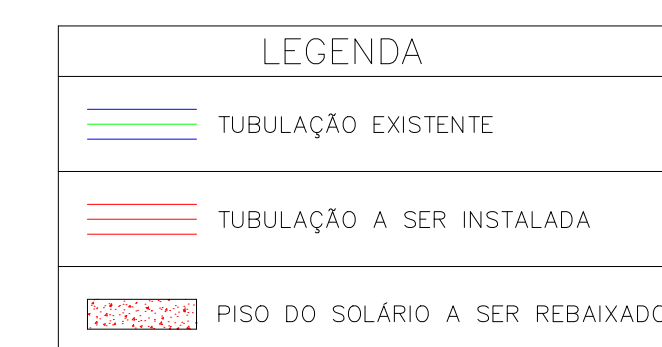 LEGENDA
TUBULAÇÃO EXISTENTE
TUBULAÇÃO A SER INSTALADA
PISO DO SOLÁRIO A SER REBAIXADO